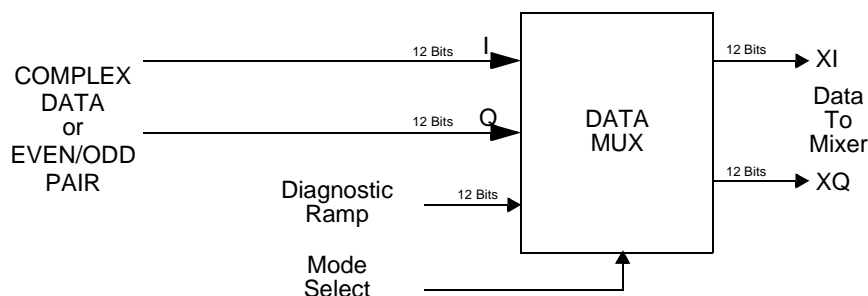 COMPLEX
DATA
or
EVEN/ODD
PAIR
12 Bits
I
12 Bits
Q
Diagnostic
Ramp
12 Bits
Mode
Select
DATA
MUX
12 Bits
XI
Data
To
Mixer
12 Bits
XQ